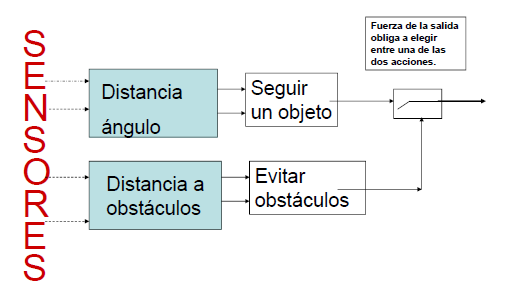 SENSORES
Fuerza de la salida
obliga a elegir
entre una de las
dos acciones.
Distancia
ángulo
Seguir
un objeto
Distancia a
obstáculos
Evitar
obstáculos